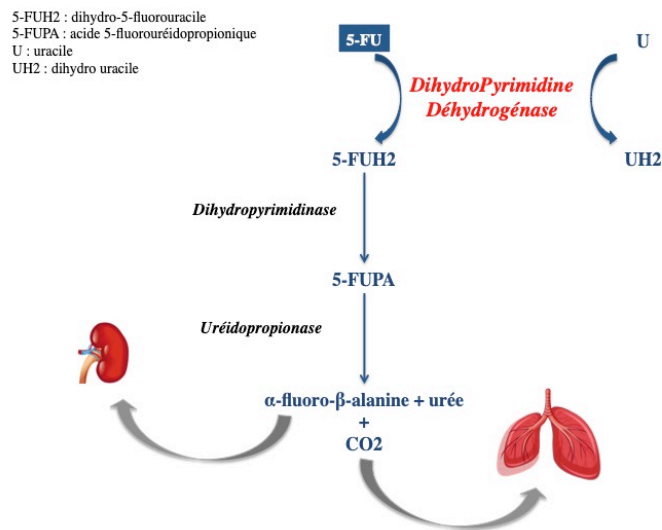 5-FUH2 : dihydro-5-fluorouracile
5-FUPA : acide 5-fluorouréidopropionique
U : uracile
UH2 : dihydro uracile
5-FU
U
DihydroPyrimidine
Déhydrogénase
5-FUH2
UH2
Dihydropyrimidinase
5-FUPA
Uréidopropionase
α-fluoro-β-alanine + urée
+
CO2